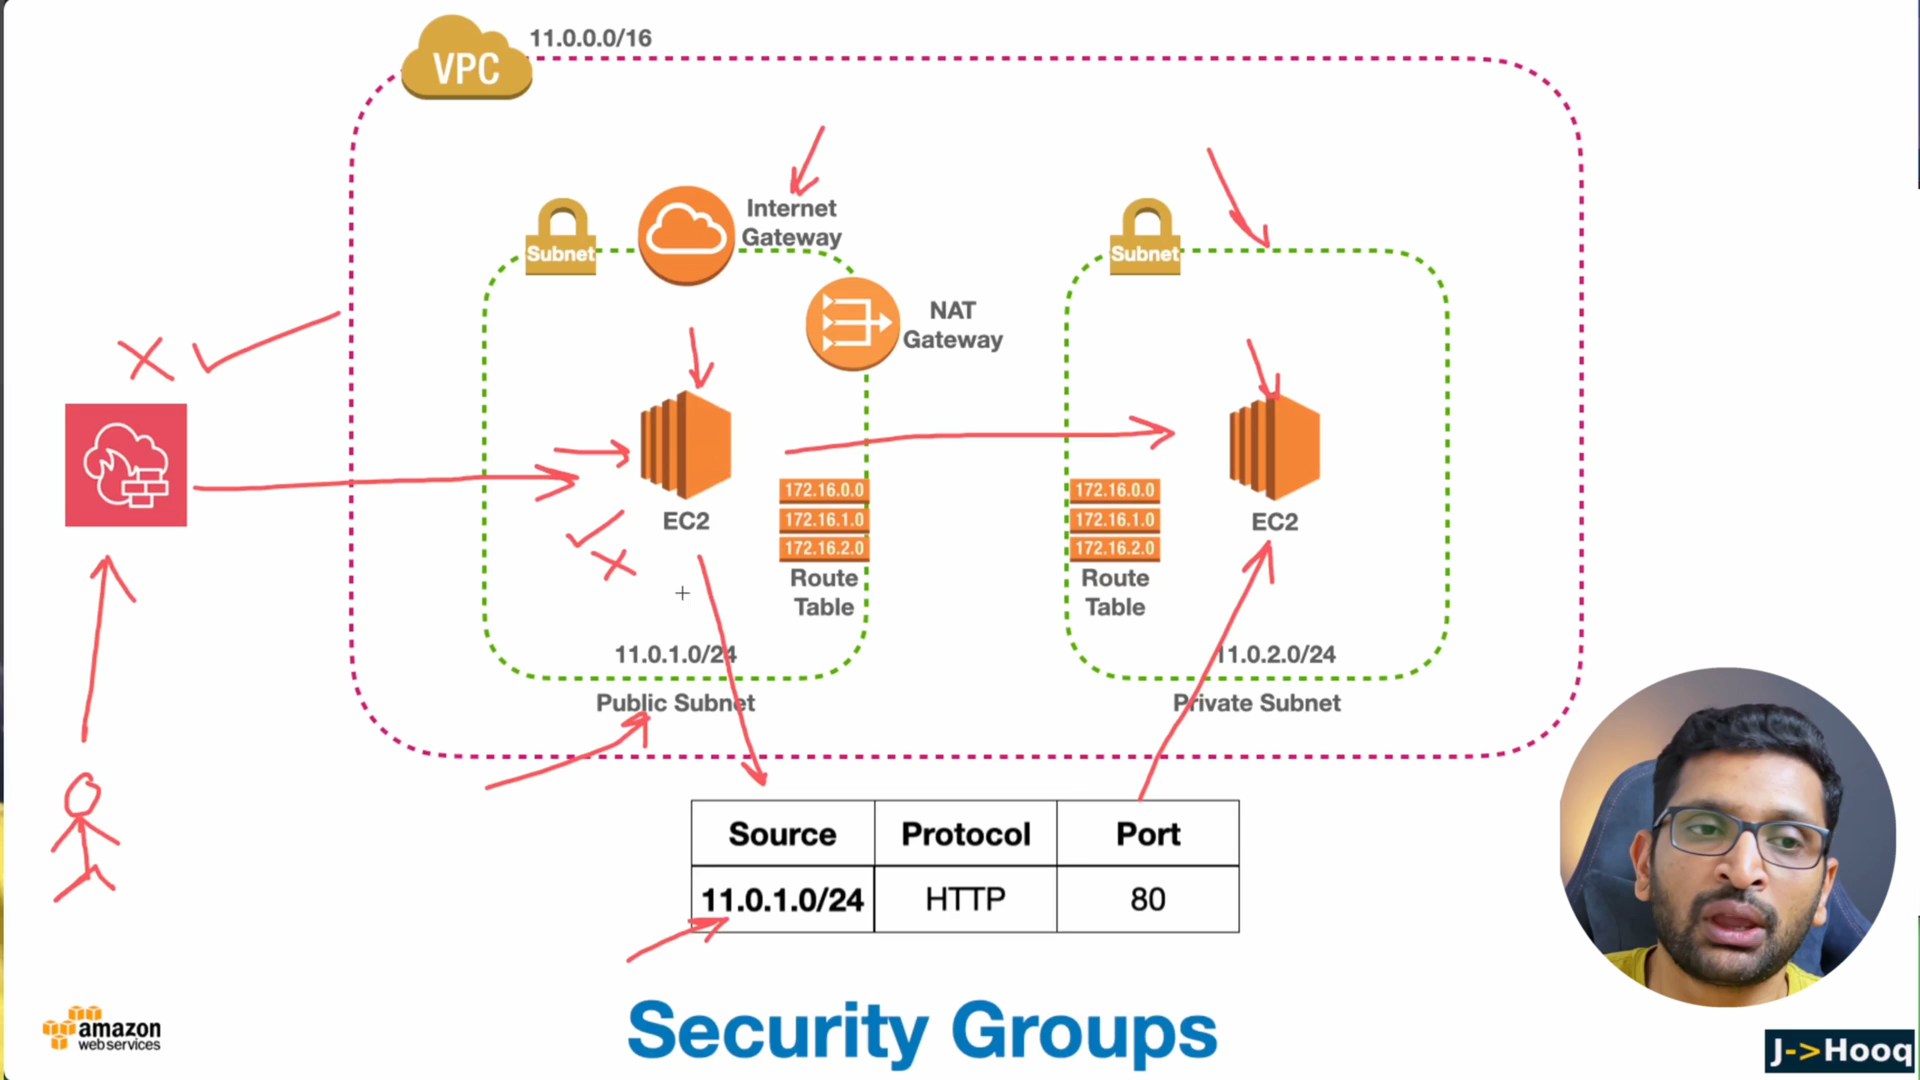 VPC
11.0.0.0/16
Subnet
Internet
Gateway
NAT
Gateway
Subnet
EC2
172.16.0.0
172.16.1.0
172.16.2.0
Route
Table
11.0.1.0/24
Public Subnet
172.16.0.0
172.16.1.0
172.16.2.0
Route
Table
EC2
11.0.2.0/24
Private Subnet
Source Protocol Port
11.0.1.0/24 HTTP 80
Security Groups
amazon
webservices
J->Hooq